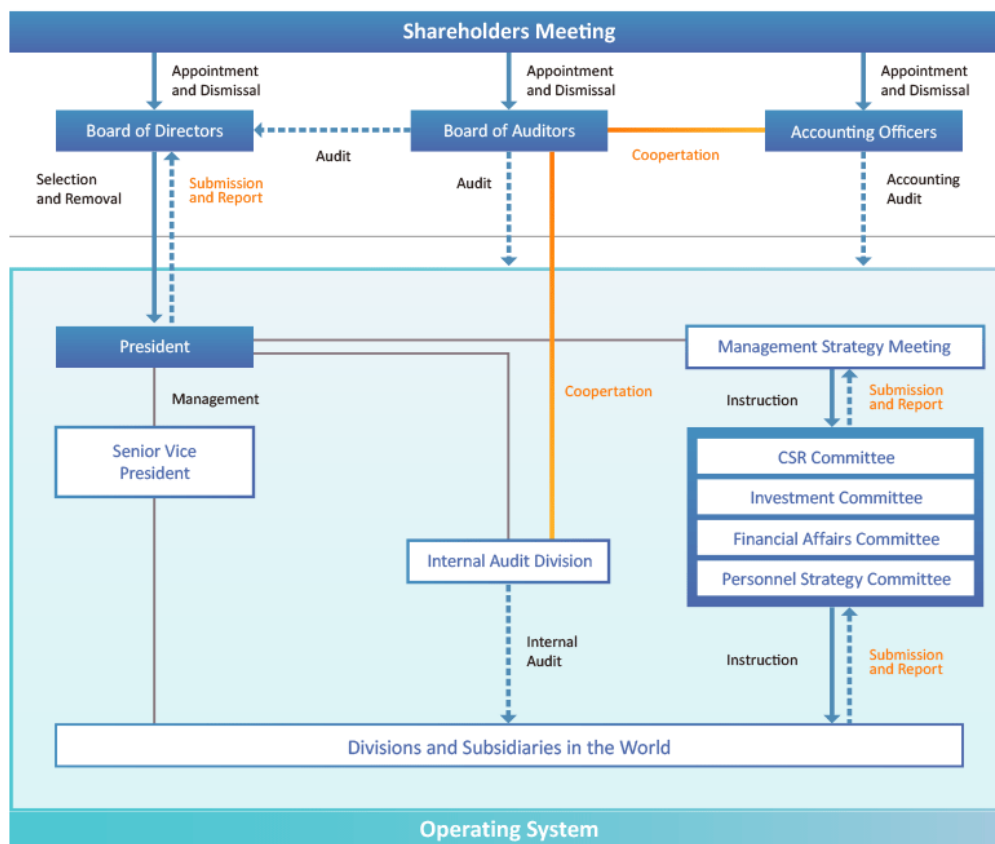 Shareholders Meeting
Appointment
and Dismissal
Appointment
and Dismissal
Appointment
and Dismissal
Board of Directors
Audit
Board of Auditors
Coopertation
Accounting Officers
Selection
and Removal
Submission
and Report
Audit
Accounting
Audit
President
Management Strategy Meeting
Management
Coopertation
Instruction
Submission
and Report
Senior Vice
President
CSR Committee
Investment Committee
Financial Affairs Committee
Personnel Strategy Committee
Internal Audit Division
Internal
Audit
Instruction
Submission
and Report
Divisions and Subsidiaries in the World
Operating System